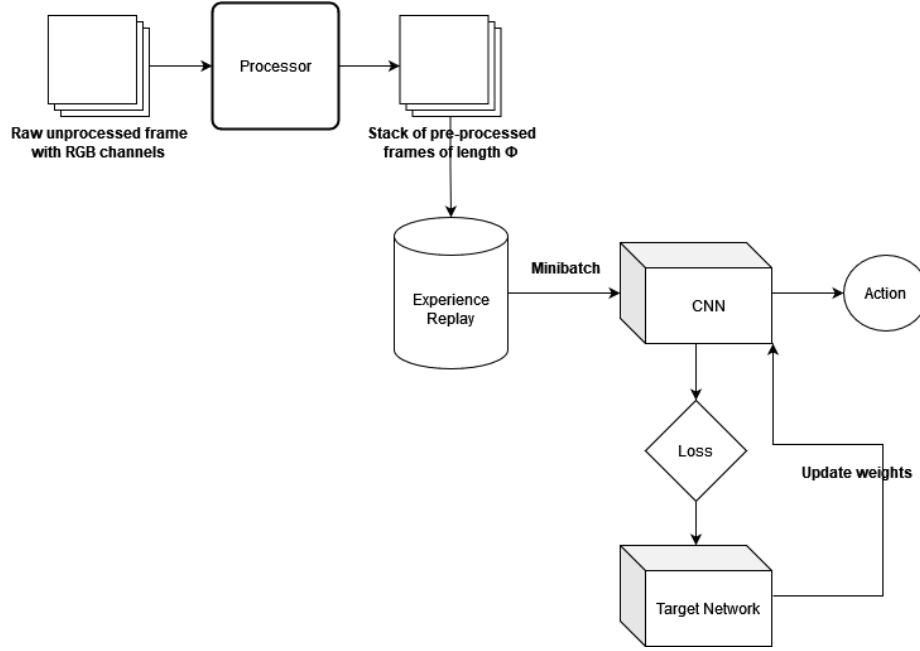 Processor
Raw unprocessed frame
with RGB channels
Stack of pre-processed
frames of length Φ
Experience
Replay
Minibatch
CNN
Action
Loss
Update weights
Target Network